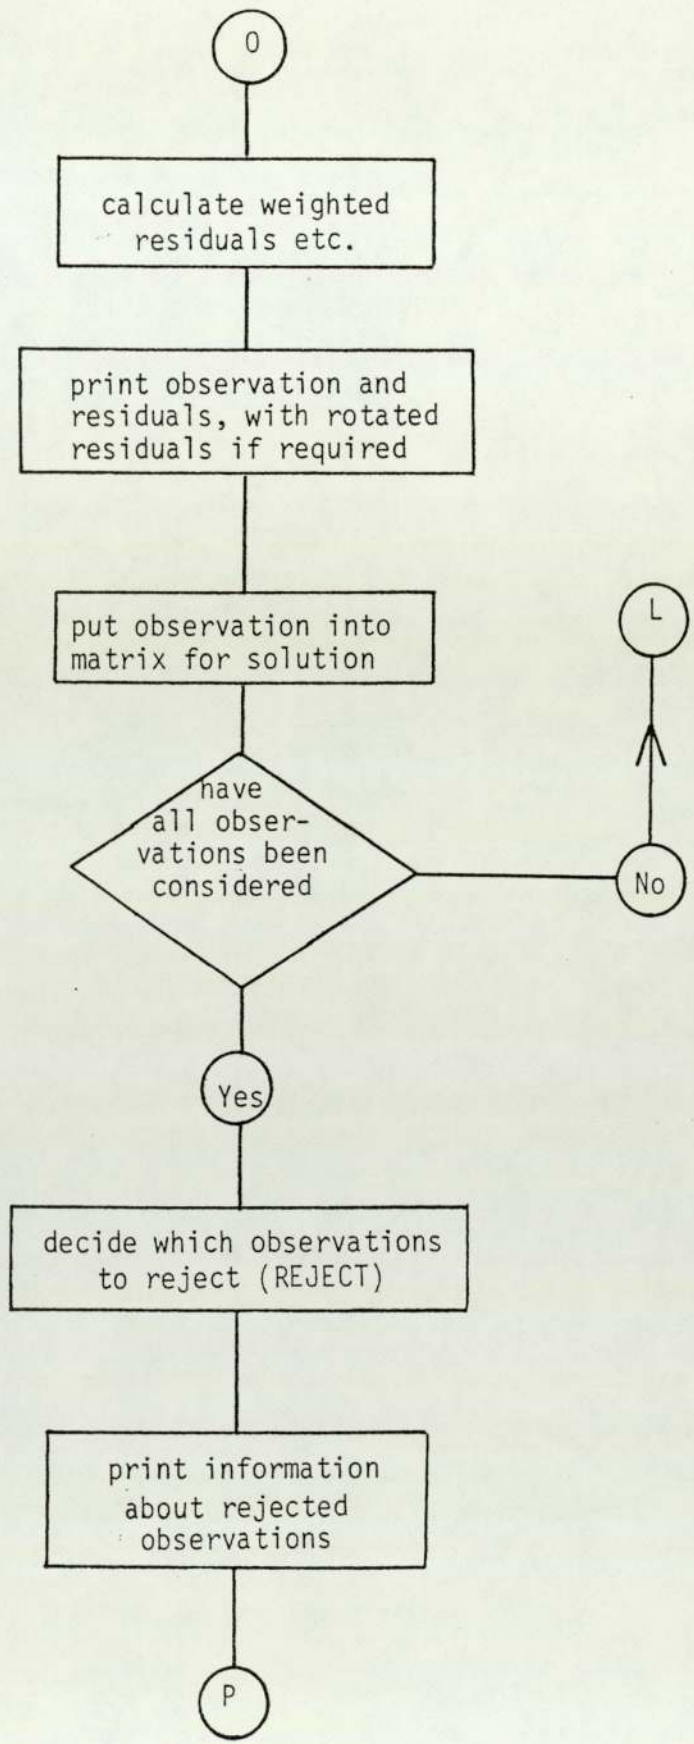 O
calculate weighted
residuals etc.
print observation and
residuals, with rotated
residuals if required
put observation into
matrix for solution
L
have
all obser-
vations been
considered
No
Yes
decide which observations
to reject (REJECT)
print information
about rejected
observations
P